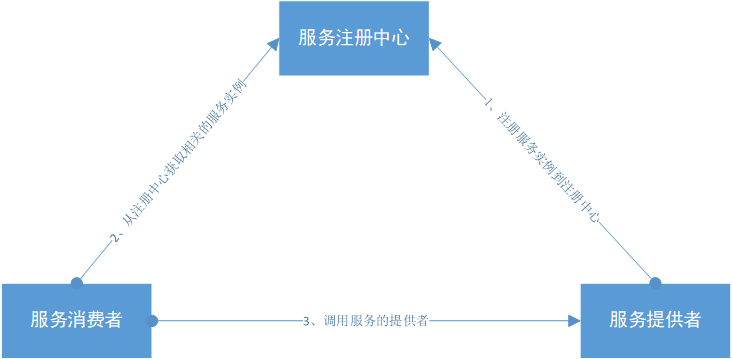 服务注册中心
1、注册服务实例到注册中心
2、从注册中心获取相关的服务实例
服务消费者
3、调用服务的提供者
服务提供者